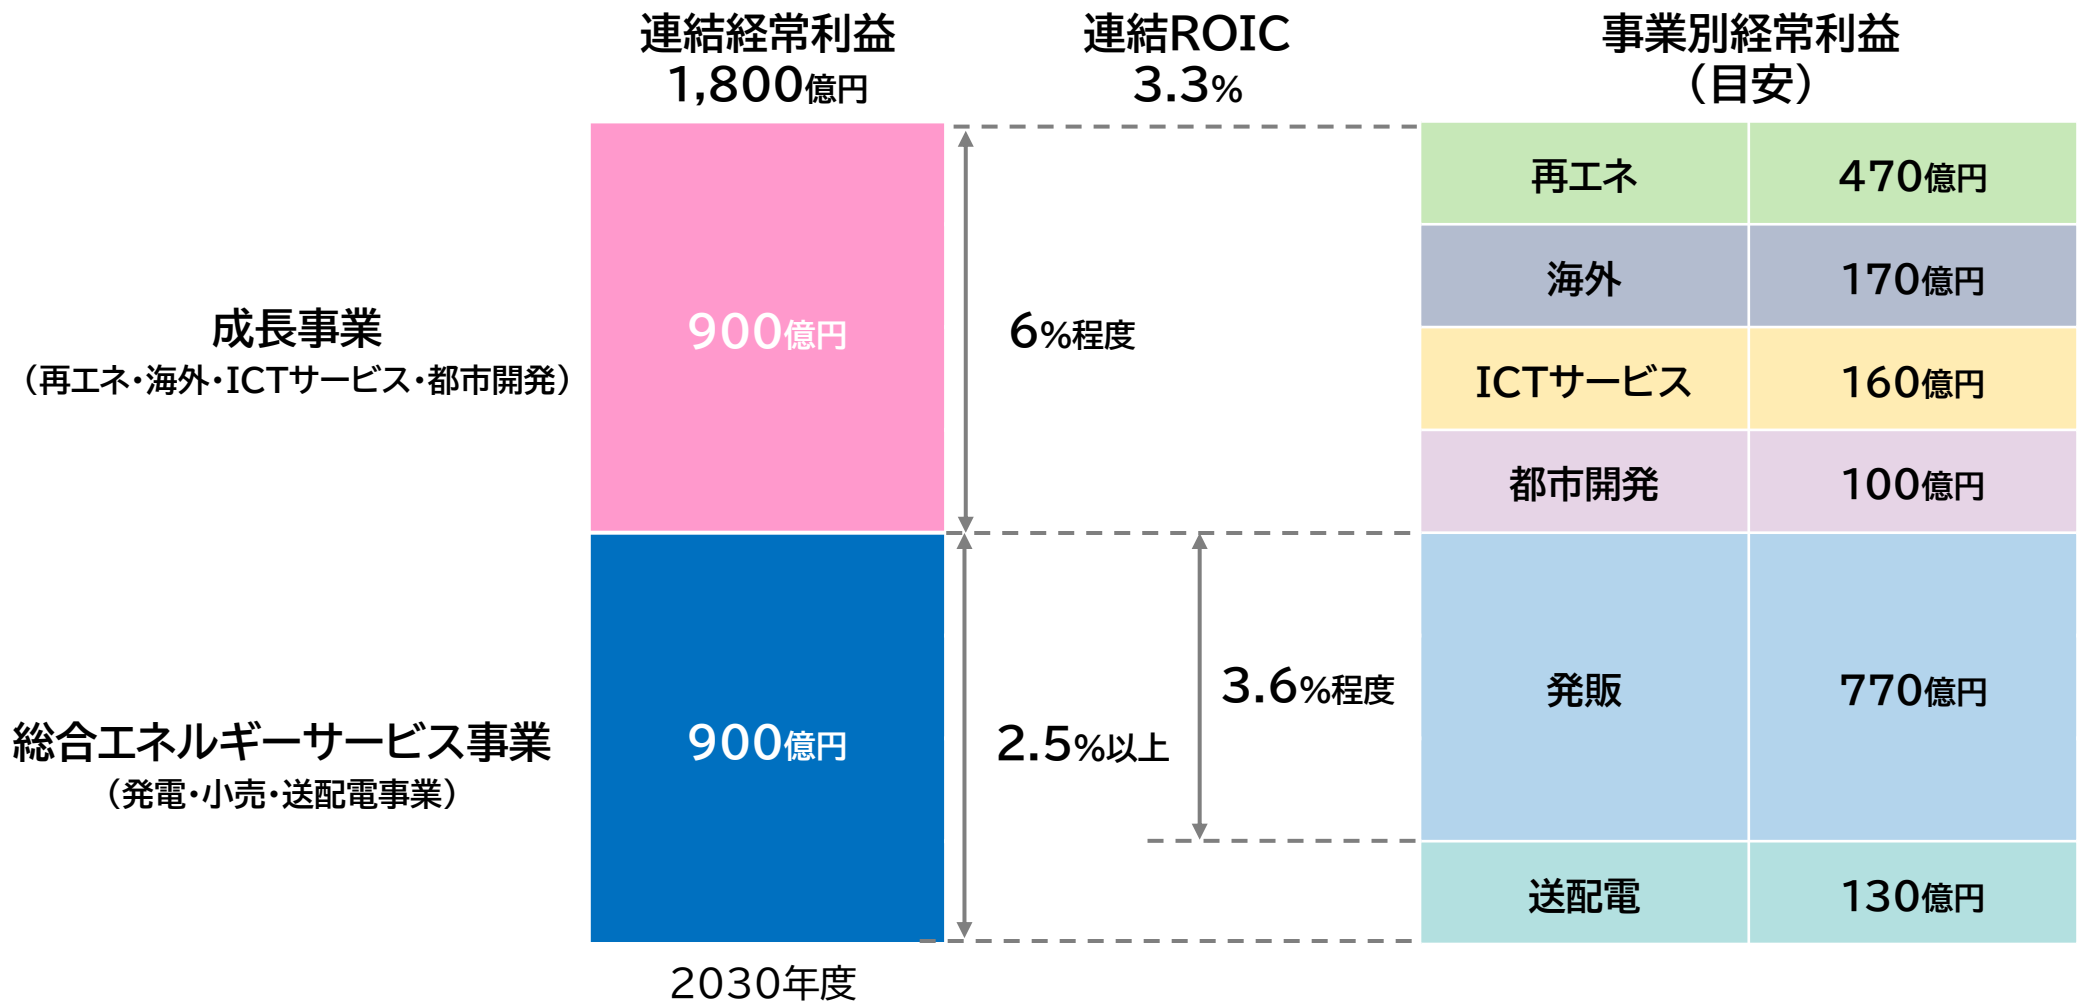 連結経常利益
1,800億円
連結ROIC
3.3%
事業別経常利益
（目安）
成長事業
（再エネ・海外・ICTサービス・都市開発）
900億円
6%程度
再エネ 470億円
海外 170億円
ICTサービス 160億円
都市開発 100億円
総合エネルギーサービス事業
（発電・小売・送配電事業）
900億円
2.5%以上
3.6%程度
発販 770億円
送配電 130億円
2030年度